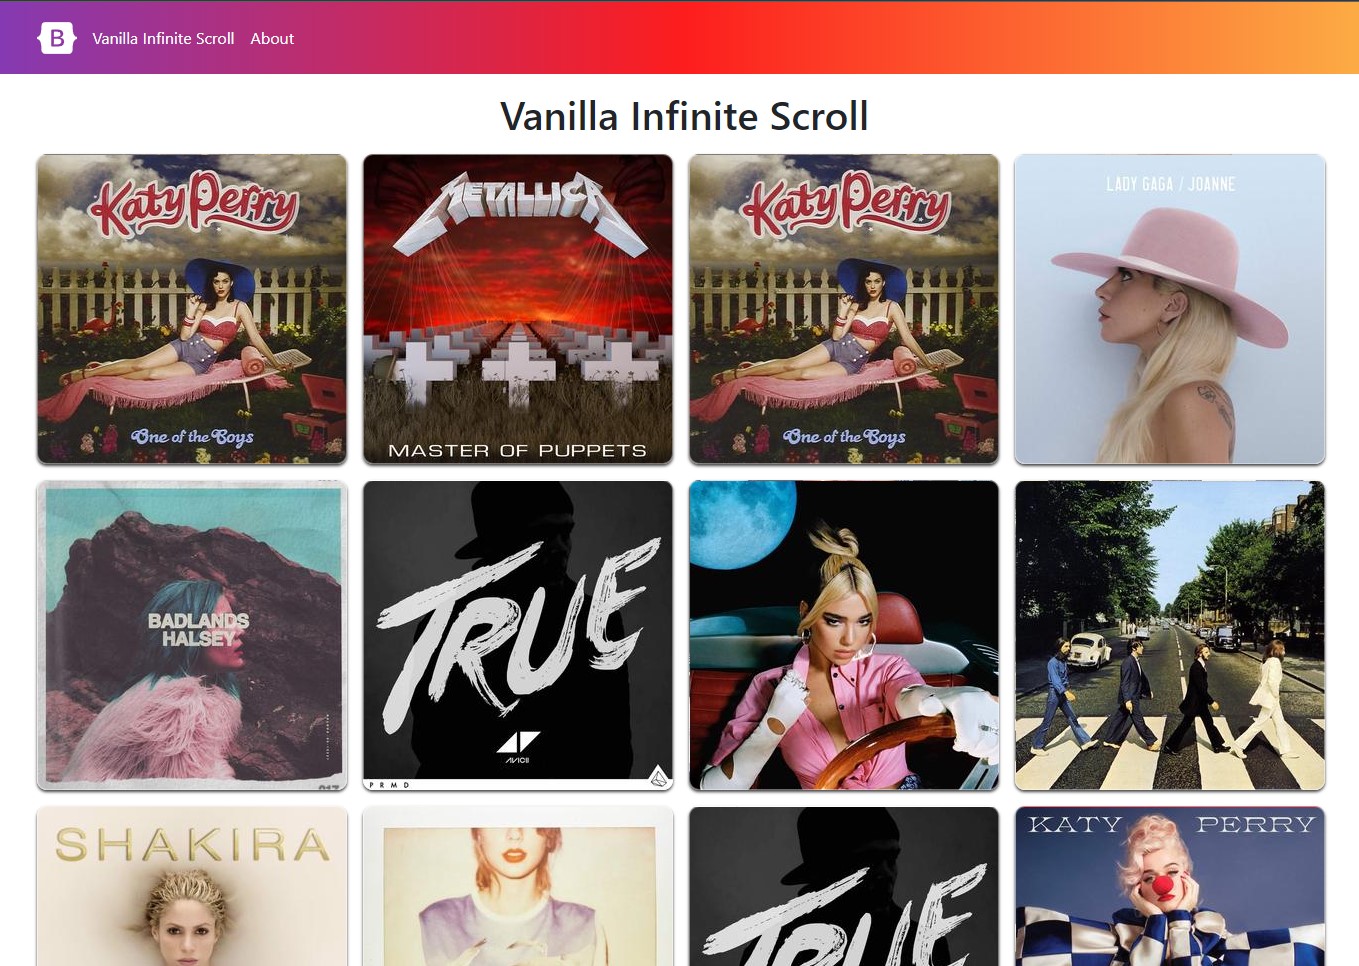 B
Vanilla Infinite Scroll About
Vanilla Infinite Scroll
Katy Perry
One of the Boys
METALLICA
MASTER OF PUPPETS
Katy Perry
One of the Boys
LADY GAGA / JOANNE
BADLANDS
HALSEY
TRUE
AVICII
PRMD
SHAKIRA
TRUE
KATY PERRY